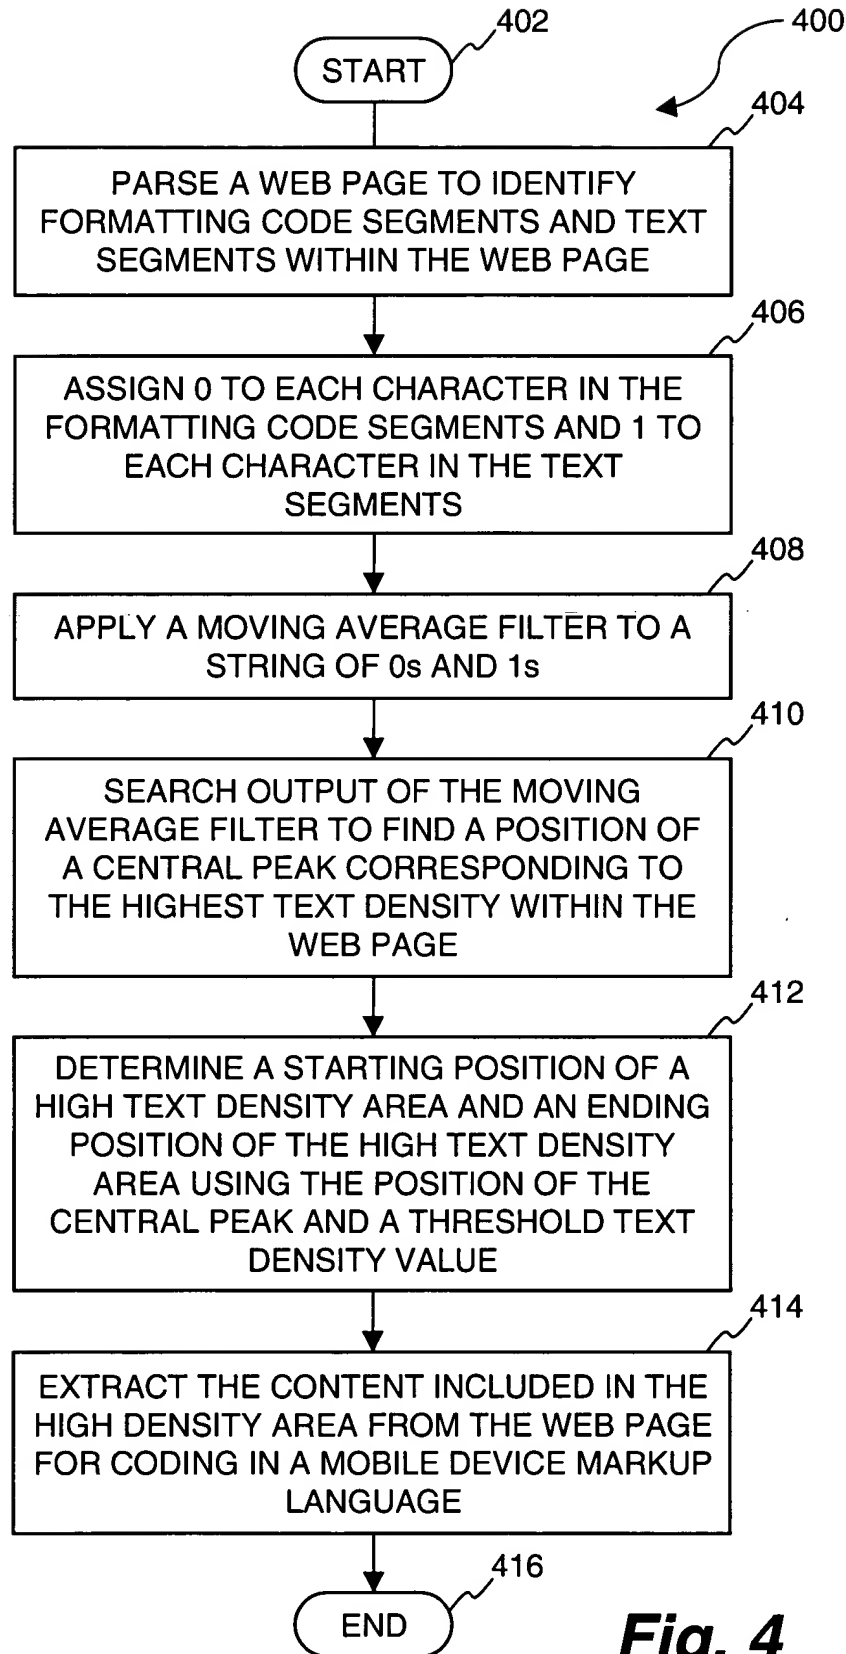 402
400
START
404
PARSE A WEB PAGE TO IDENTIFY
FORMATTING CODE SEGMENTS AND TEXT
SEGMENTS WITHIN THE WEB PAGE
406
ASSIGN 0 TO EACH CHARACTER IN THE
FORMATTING CODE SEGMENTS AND 1 TO
EACH CHARACTER IN THE TEXT
SEGMENTS
408
APPLY A MOVING AVERAGE FILTER TO A
STRING OF 0s AND 1s
410
SEARCH OUTPUT OF THE MOVING
AVERAGE FILTER TO FIND A POSITION OF
A CENTRAL PEAK CORRESPONDING TO
THE HIGHEST TEXT DENSITY WITHIN THE
WEB PAGE
412
DETERMINE A STARTING POSITION OF A
HIGH TEXT DENSITY AREA AND AN ENDING
POSITION OF THE HIGH TEXT DENSITY
AREA USING THE POSITION OF THE
CENTRAL PEAK AND A THRESHOLD TEXT
DENSITY VALUE
414
EXTRACT THE CONTENT INCLUDED IN THE
HIGH DENSITY AREA FROM THE WEB PAGE
FOR CODING IN A MOBILE DEVICE MARKUP
LANGUAGE
416
END
Fig. 4